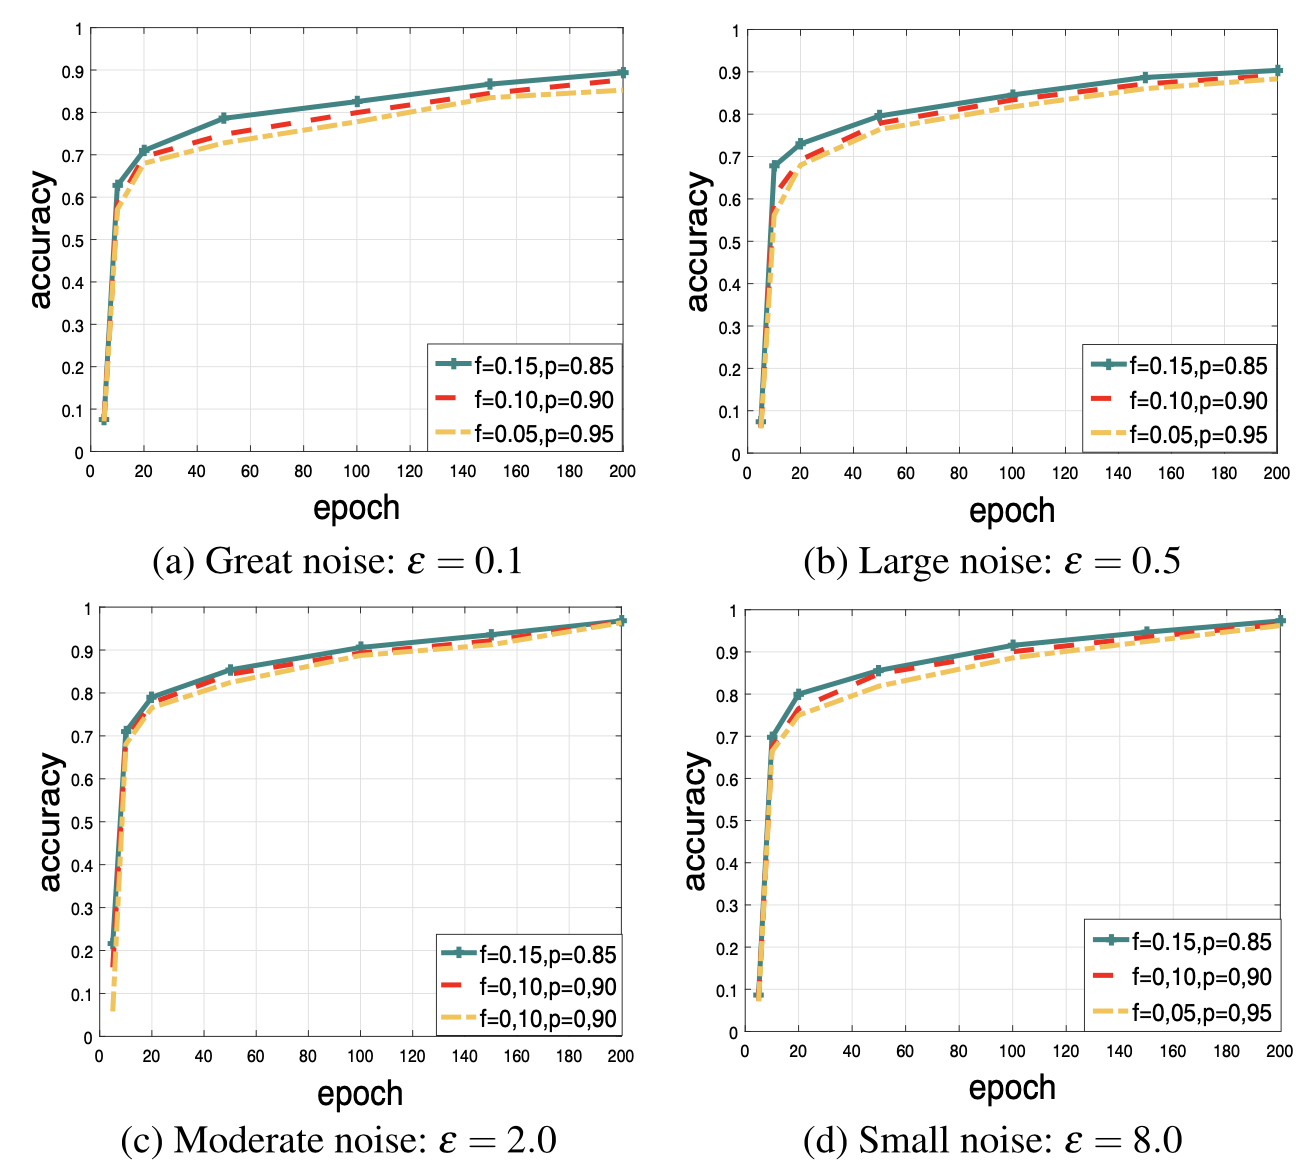 1
0.9
0.8
0.7
0.6
0.5
0.4
0.3
0.2
0.1
0
0 20 40 60 80 100 120 140 160 180 200
accuracy
epoch
f=0.15,p=0.85
f=0.10,p=0.90
f=0.05,p=0.95
(a) Great noise: ε = 0.1
1
0.9
0.8
0.7
0.6
0.5
0.4
0.3
0.2
0.1
0
0 20 40 60 80 100 120 140 160 180 200
accuracy
epoch
f=0.15,p=0.85
f=0.10,p=0.90
f=0.05,p=0.95
(b) Large noise: ε = 0.5
1
0.9
0.8
0.7
0.6
0.5
0.4
0.3
0.2
0.1
0
0 20 40 60 80 100 120 140 160 180 200
accuracy
epoch
f=0.15,p=0.85
f=0,10,p=0,90
f=0,10,p=0,90
(c) Moderate noise: ε = 2.0
1
0.9
0.8
0.7
0.6
0.5
0.4
0.3
0.2
0.1
0
0 20 40 60 80 100 120 140 160 180 200
accuracy
epoch
f=0.15,p=0.85
f=0,10,p=0,90
f=0,05,p=0,95
(d) Small noise: ε = 8.0